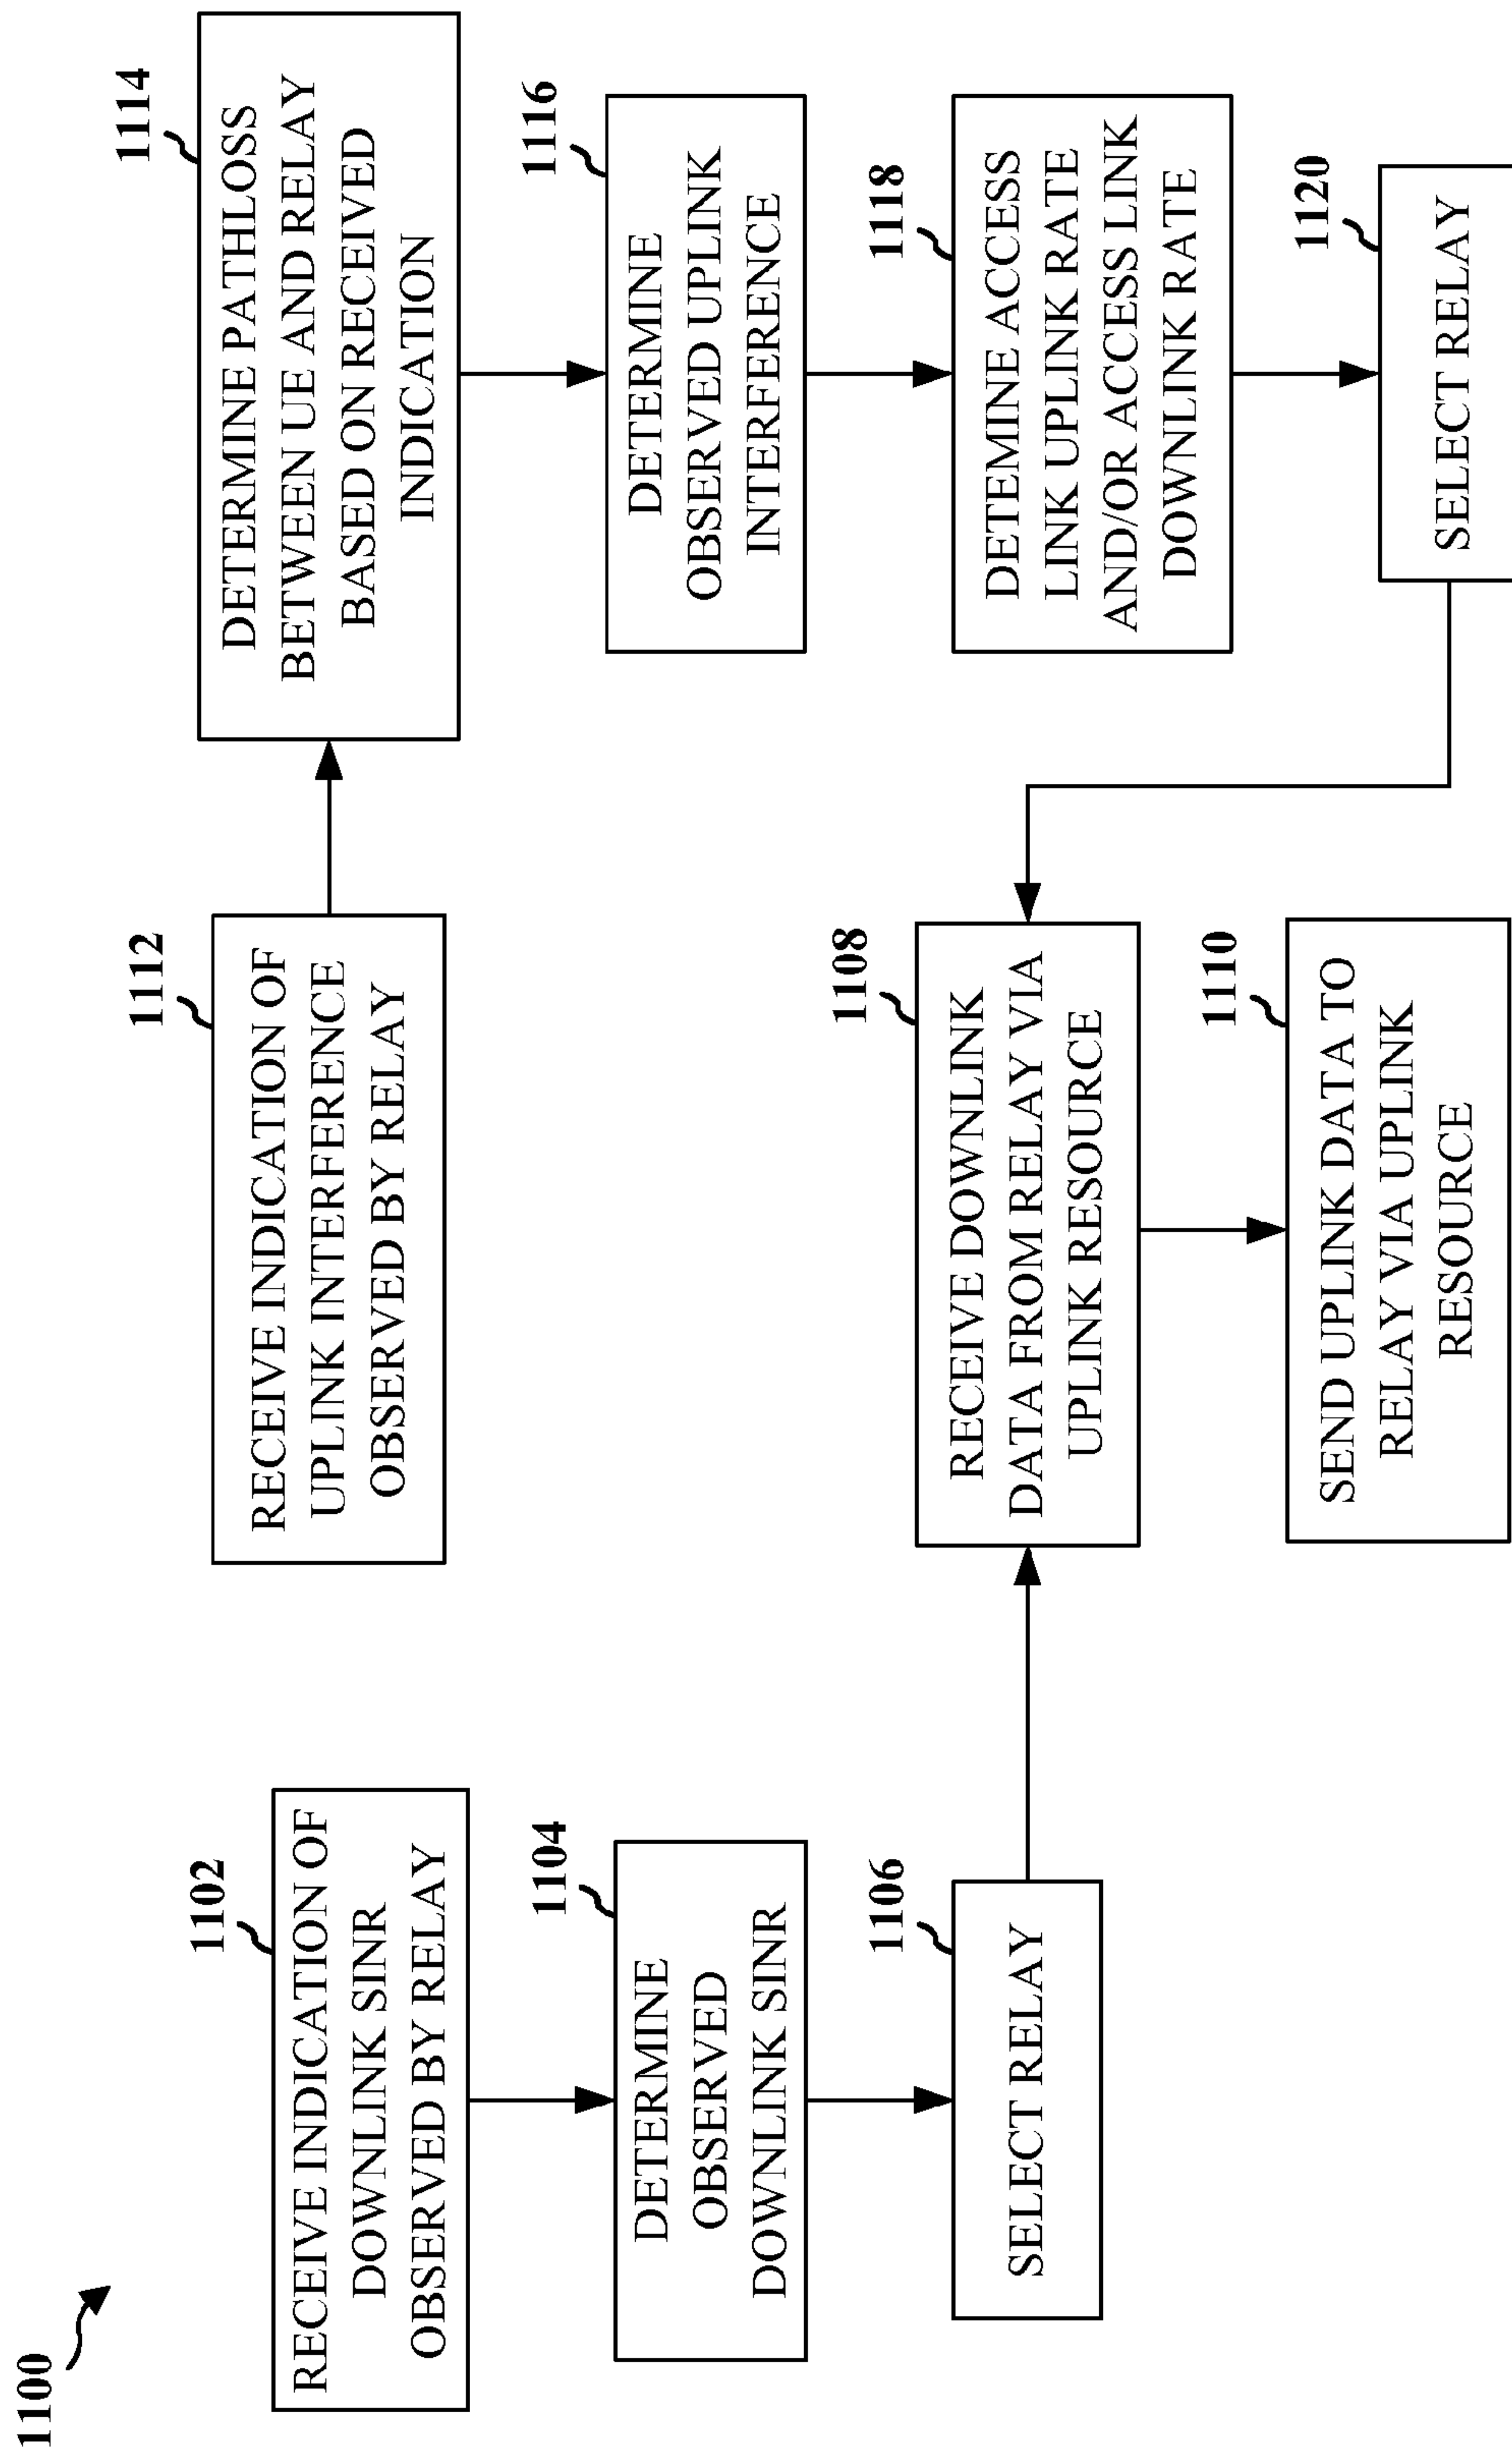 1100
1102
RECEIVE INDICATION OF
DOWNLINK SINR
OBSERVED BY RELAY
1104
DETERMINE
OBSERVED
DOWNLINK SINR
1106
SELECT RELAY
1112
RECEIVE INDICATION OF
UPLINK INTERFERENCE
OBSERVED BY RELAY
1114
DETERMINE PATHLOSS
BETWEEN UE AND RELAY
BASED ON RECEIVED
INDICATION
1116
DETERMINE
OBSERVED UPLINK
INTERFERENCE
1118
DETEMINE ACCESS
LINK UPLINK RATE
AND/OR ACCESS LINK
DOWNLINK RATE
1120
SELECT RELAY
1108
RECEIVE DOWNLINK
DATA FROM RELAY VIA
UPLINK RESOURCE
1110
SEND UPLINK DATA TO
RELAY VIA UPLINK
RESOURCE